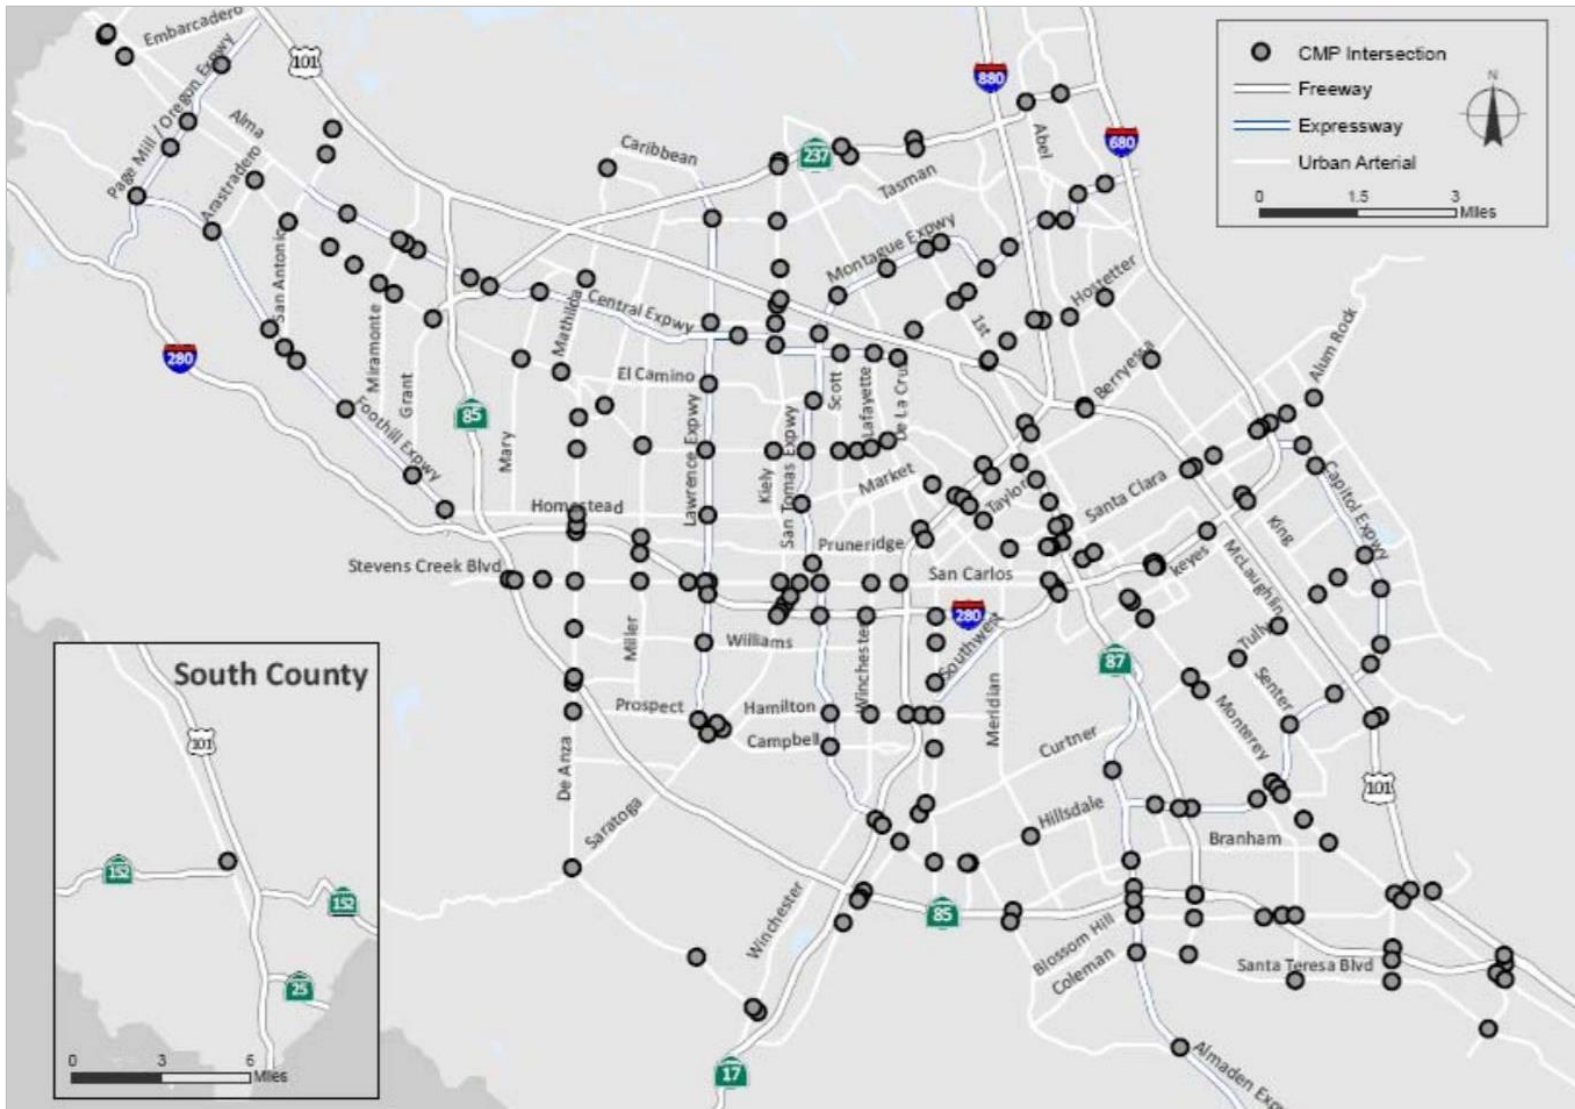 Embarcadero
101
880
CMP Intersection
Freeway
Expressway
Urban Arterial
0 1.5 3
Miles
N
Page Mill / Oregon Expwy
Alma
Arastradero
Caribbean
237
Abel
680
Tasman
San Antonio
Montague Expwy
Hostetter
Mathilda
Central Expwy
1st
280
Miramonte
Grant
El Camino
Scott
Lafayette
De La Cruz
Berryessa
Alum Rock
85
Foothill Expwy
Mary
Lawrence Expwy
Kiely
San Tomas Expwy
Market
Taylor
Santa Clara
Capitol Expwy
King
Homestead
Pruneridge
Stevens Creek Blvd
San Carlos
keyes
McLaughlin
280
Miller
Williams
Winchester
Southwest
87
Tully
Senter
South County
Prospect
Hamilton
Campbell
Meridian
Monterey
101
De Anza
Curtner
101
Saratoga
Hillsdale
Branham
152
152
Winchester
85
Blossom Hill
Coleman
Santa Teresa Blvd
25
0 3 6
Miles
17
Almaden Exp